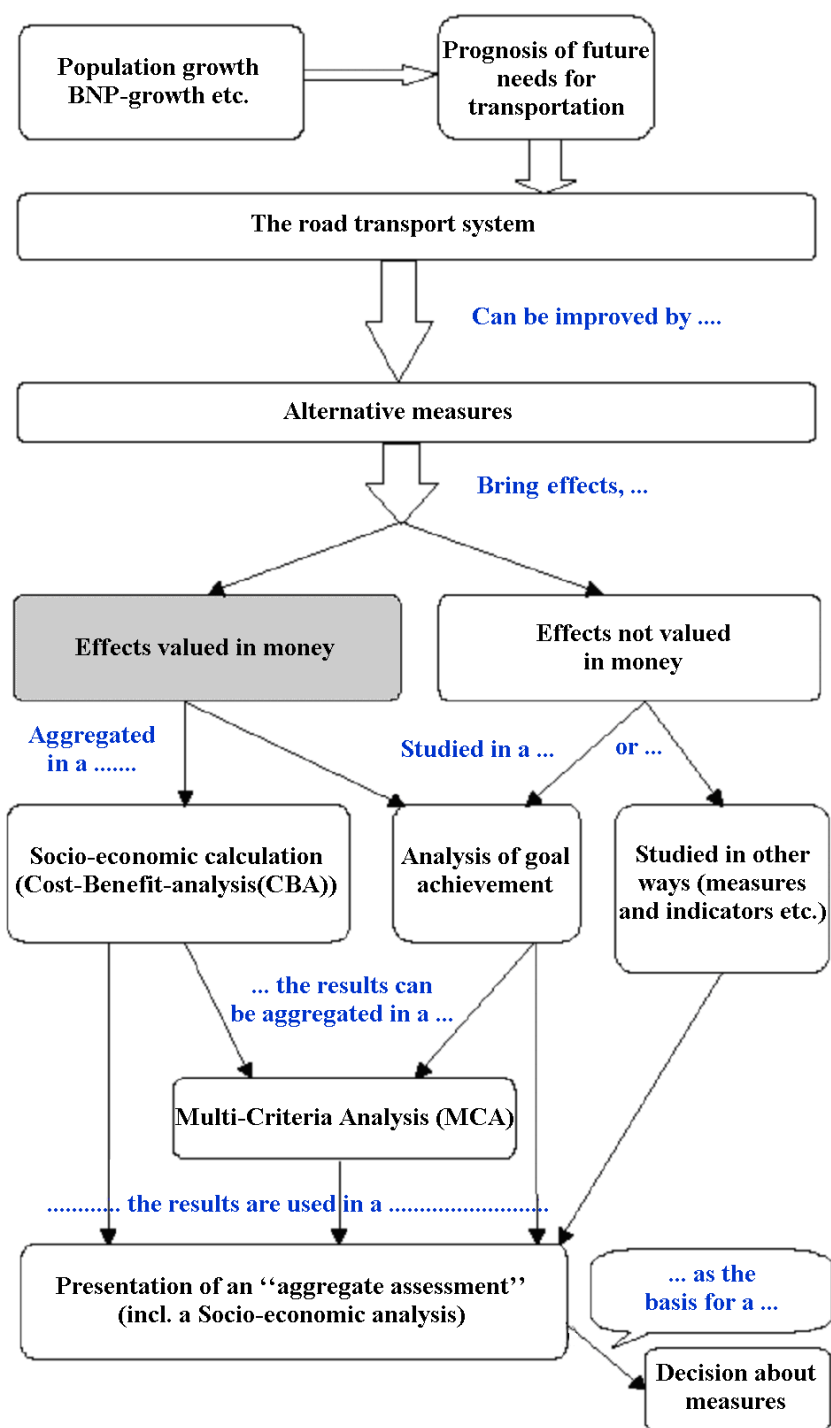 Population growth
BNP-growth etc.
Prognosis of future
needs for
transportation
The road transport system
Can be improved by ....
Alternative measures
Bring effects, ...
Effects valued in money
Effects not valued
in money
Aggregated
in a .......
Studied in a ...
or ...
Socio-economic calculation
(Cost-Benefit-analysis(CBA))
Analysis of goal
achievement
Studied in other
ways (measures
and indicators etc.)
... the results can
be aggregated in a ...
Multi-Criteria Analysis (MCA)
............ the results are used in a ..........................
Presentation of an ‘‘aggregate assessment’’
(incl. a Socio-economic analysis)
... as the
basis for a ...
Decision about
measures